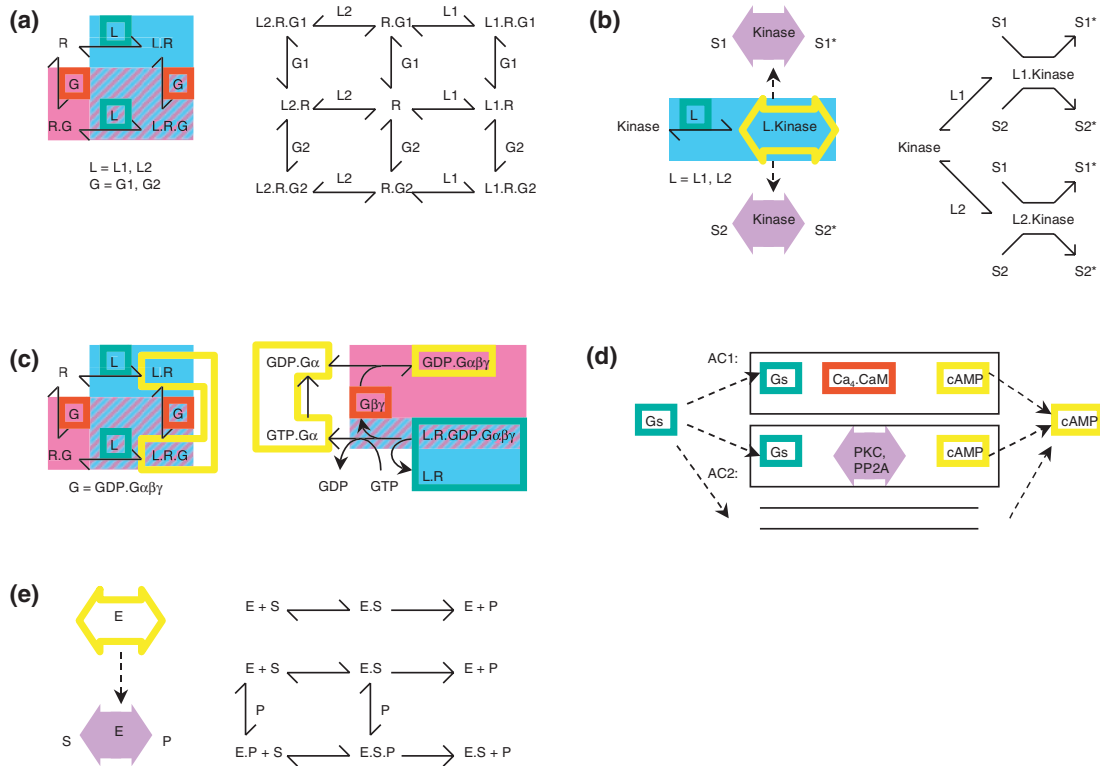 (a)
L
R
L.R
G
G
L
R.G
L.R.G
L = L1, L2
G = G1, G2
L2.R.G1
L2
R.G1
L1
L1.R.G1
G1
G1
G1
L2.R
L2
R
L1
L1.R
G2
G2
G2
L2.R.G2
L2
R.G2
L1
L1.R.G2
(b)
S1
Kinase
S1*
Kinase
L
L.Kinase
L = L1, L2
S2
Kinase
S2*
S1
S1*
L1
L1.Kinase
S2
S2*
Kinase
S1
S1*
L2
L2.Kinase
S2
S2*
(c)
L
R
L.R
G
G
L
R.G
L.R.G
G = GDP.Gαβγ
GDP.Gα
GDP.Gαβγ
Gβγ
GTP.Gα
L.R.GDP.Gαβγ
L.R
GDP
GTP
(d)
AC1:
Gs
Ca₄.CaM
cAMP
Gs
cAMP
AC2:
Gs
PKC,
PP2A
cAMP
(e)
E
S
E
P
E + S
E.S
E + P
E + S
E.S
E + P
P
P
E.P + S
E.S.P
E.S + P